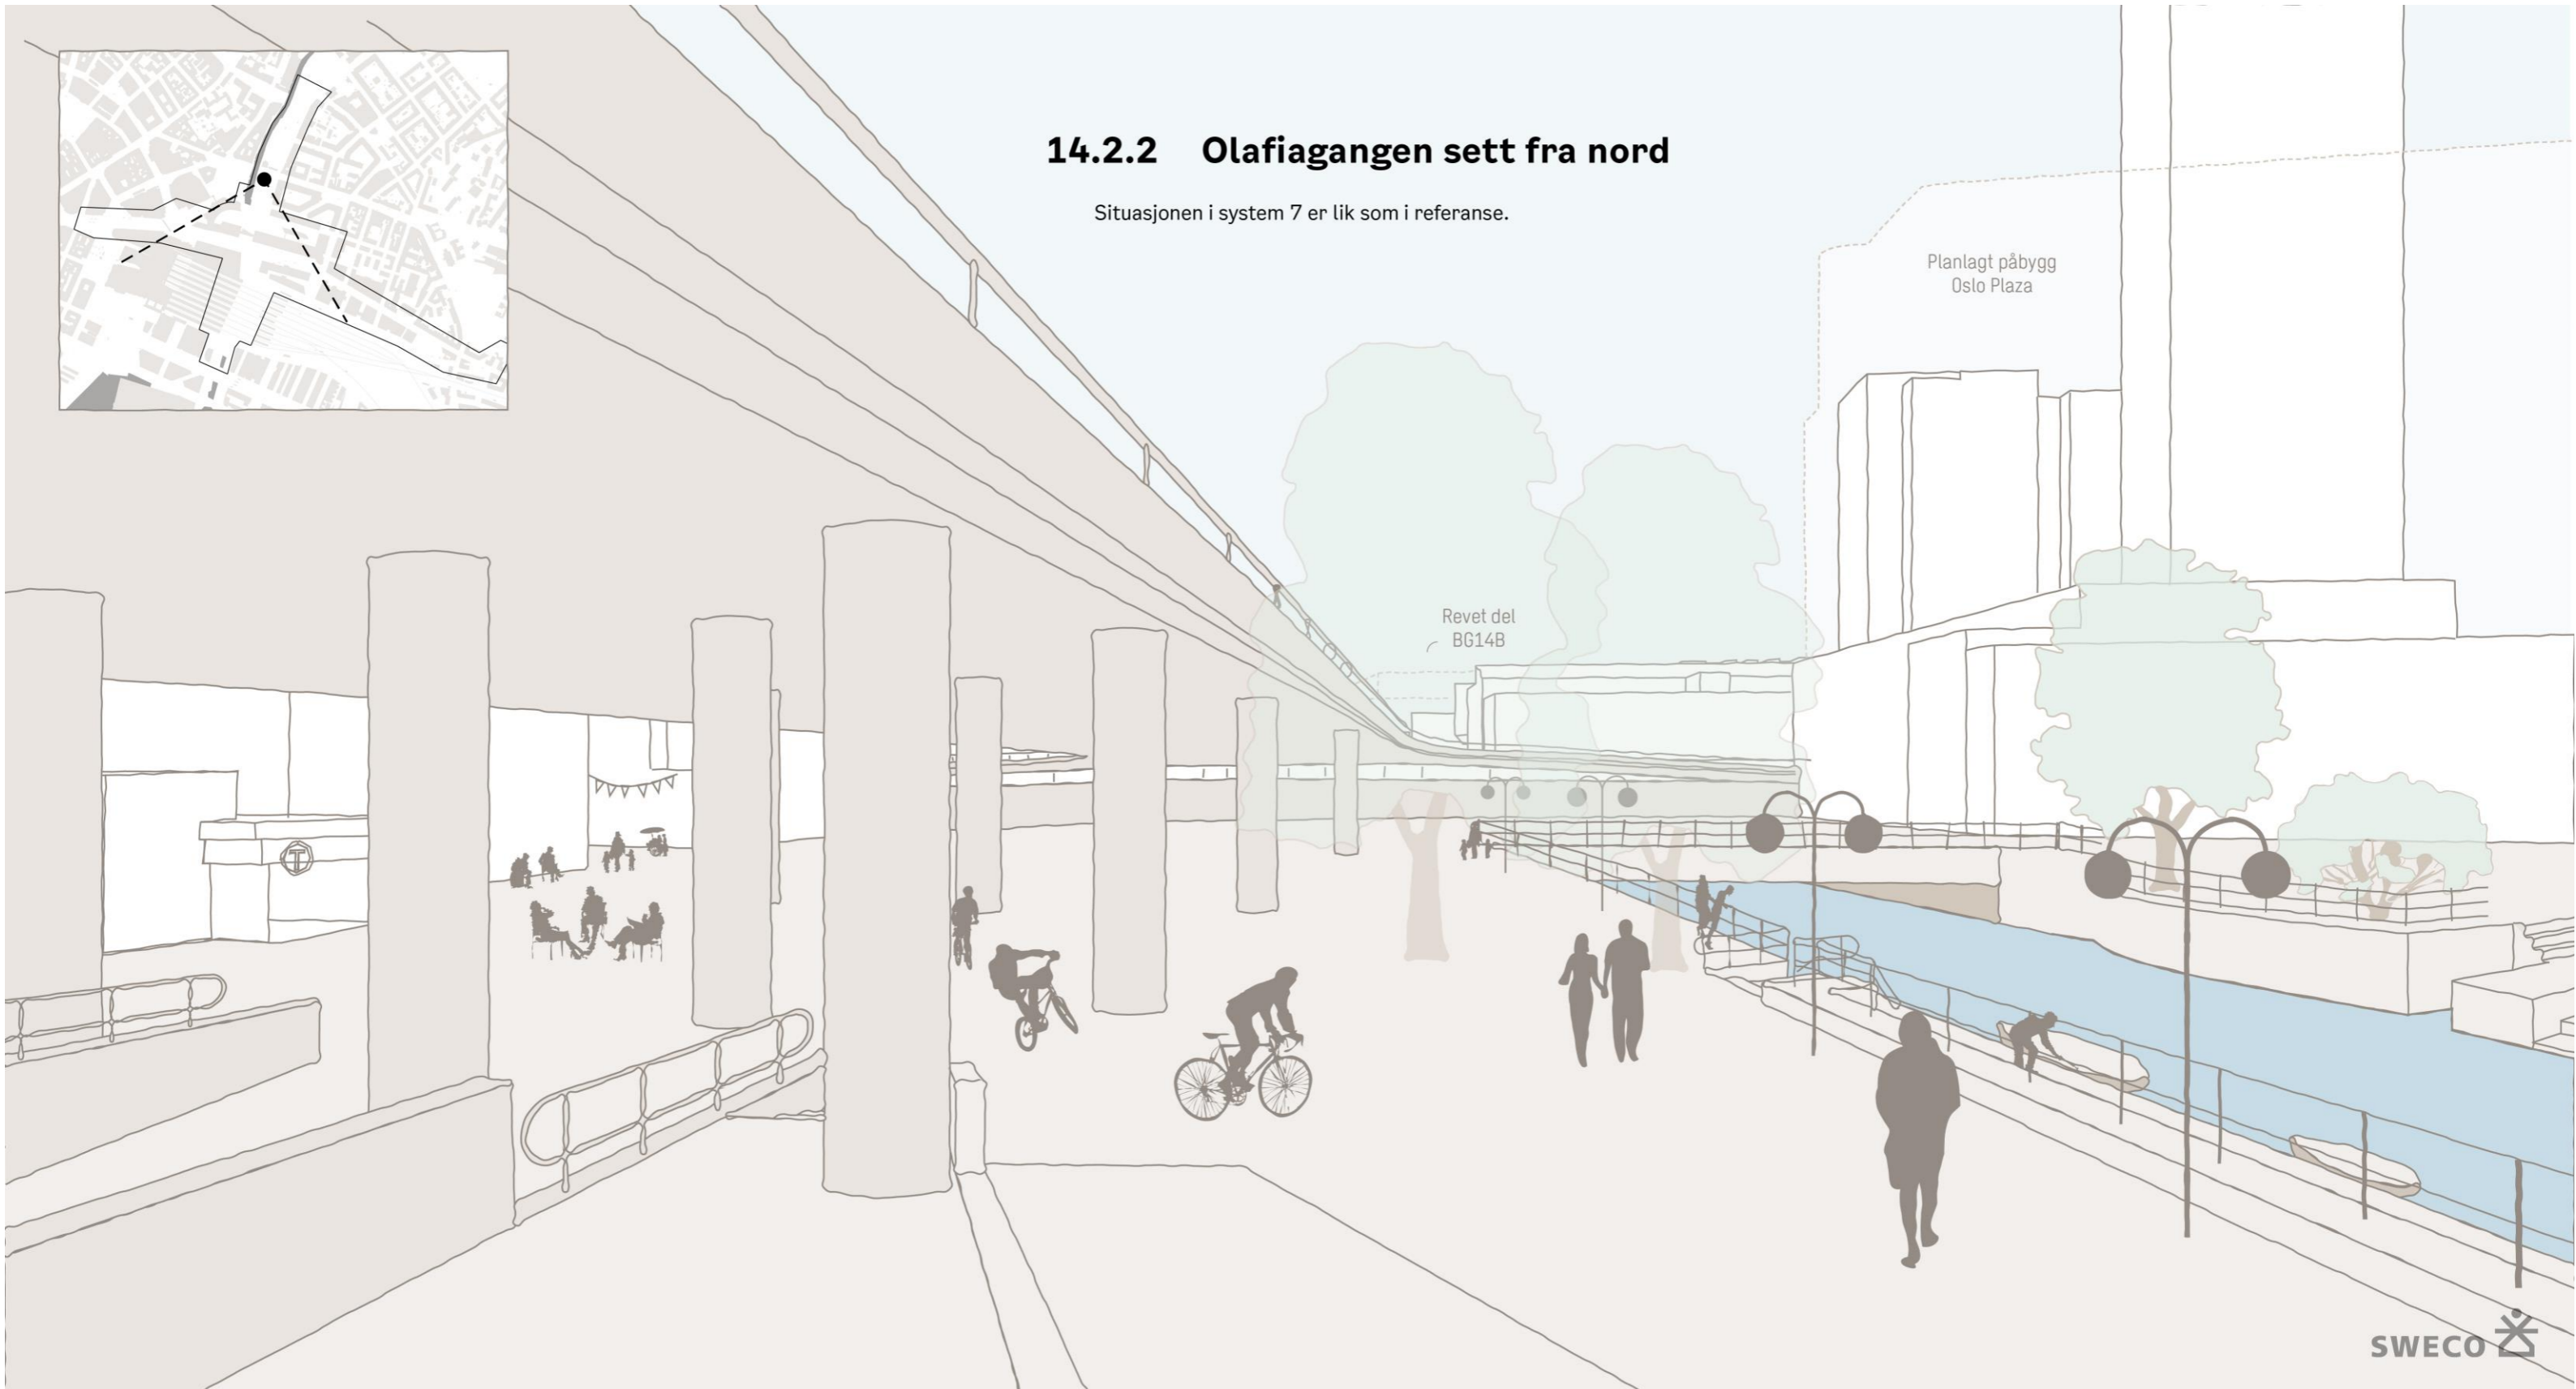 14.2.2 Olafiagangen sett fra nord
Situasjonen i system 7 er lik som i referanse.
Planlagt påbygg
Oslo Plaza
Revet del
BG14B
T
SWECO